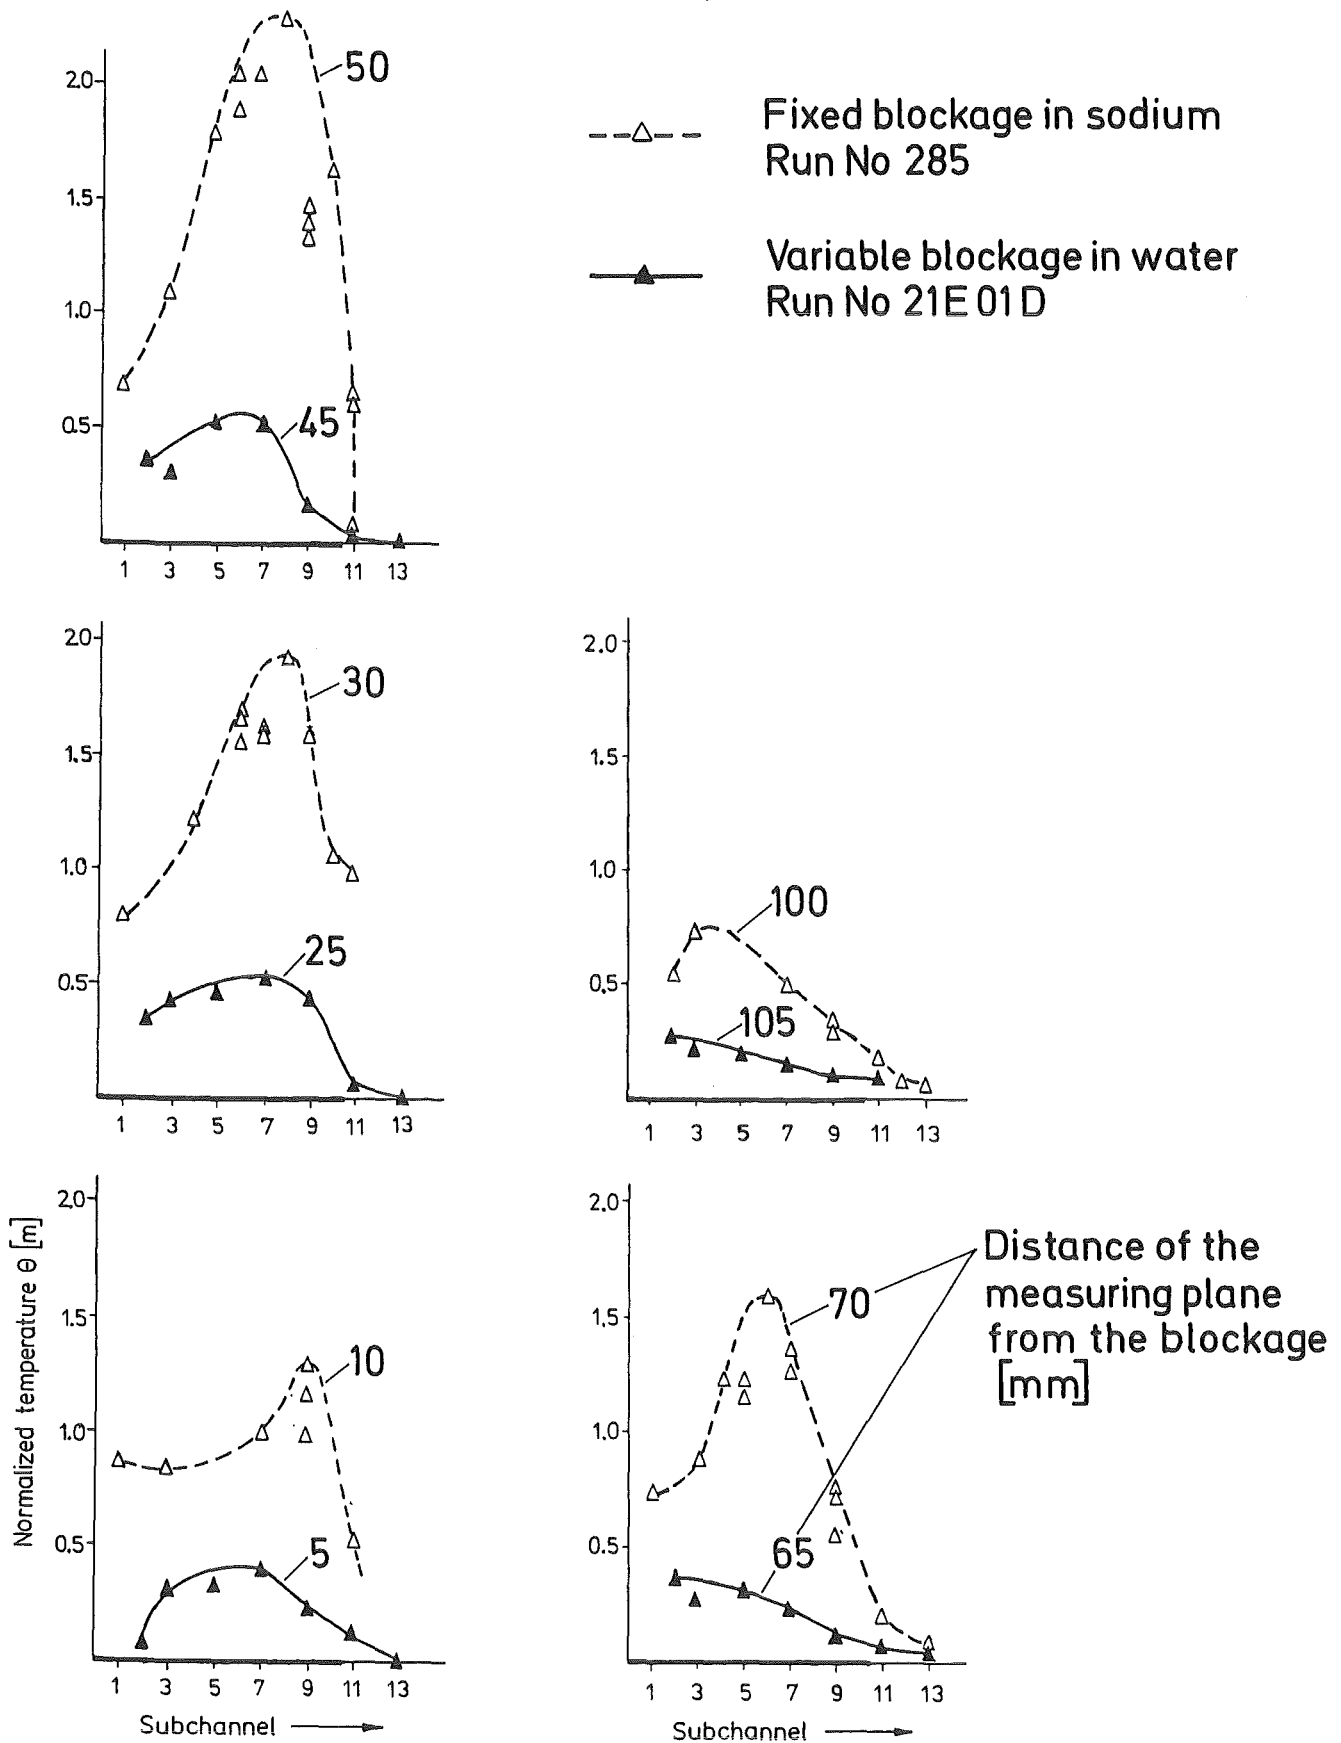 50
2.0
1.5
1.0
0.5
45
1 3 5 7 9 11 13
Fixed blockage in sodium
Run No 285
Variable blockage in water
Run No 21E01D
2.0
30
1.5
1.0
25
0.5
1 3 5 7 9 11 13
2.0
1.5
1.0
100
0.5
105
1 3 5 7 9 11 13
Normalized temperature Θ [m]
2.0
1.5
10
1.0
0.5
5
1 3 5 7 9 11 13
Subchannel
2.0
1.5
70
1.0
0.5
65
1 3 5 7 9 11 13
Subchannel
Distance of the
measuring plane
from the blockage
[mm]